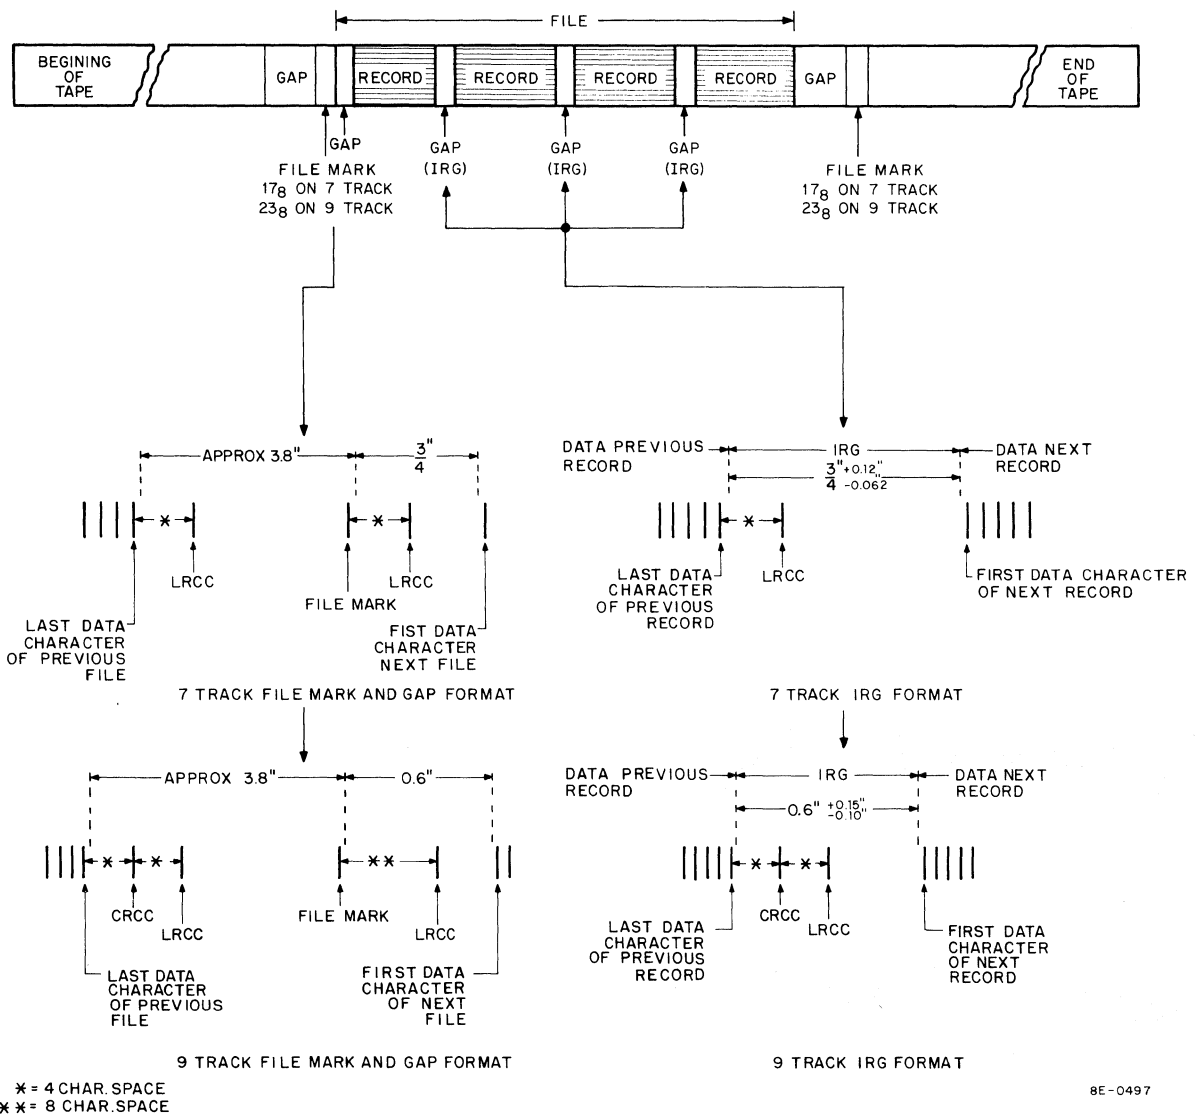 FILE
BEGINING
OF
TAPE
GAP
RECORD
RECORD
RECORD
RECORD
GAP
END
OF
TAPE
GAP
GAP
(IRG)
GAP
(IRG)
GAP
(IRG)
FILE MARK
17₈ ON 7 TRACK
23₈ ON 9 TRACK
FILE MARK
17₈ ON 7 TRACK
23₈ ON 9 TRACK
APPROX 3.8"
3/4"
*
*
LRCC
LRCC
FILE MARK
LAST DATA
CHARACTER
OF PREVIOUS
FILE
FIST DATA
CHARACTER
NEXT FILE
7 TRACK FILE MARK AND GAP FORMAT
DATA PREVIOUS
RECORD
IRG
DATA NEXT
RECORD
3/4" +0.12" -0.062
*
LRCC
LAST DATA
CHARACTER
OF PREVIOUS
RECORD
FIRST DATA CHARACTER
OF NEXT RECORD
7 TRACK IRG FORMAT
APPROX 3.8"
0.6"
* *
**
CRCC
LRCC
FILE MARK
LRCC
LAST DATA
CHARACTER
OF PREVIOUS
FILE
FIRST DATA
CHARACTER
OF NEXT
FILE
9 TRACK FILE MARK AND GAP FORMAT
DATA PREVIOUS
RECORD
IRG
DATA NEXT
RECORD
0.6" +0.15" -0.10"
* *
CRCC
LRCC
LAST DATA
CHARACTER
OF PREVIOUS
RECORD
FIRST DATA
CHARACTER
OF NEXT
RECORD
9 TRACK IRG FORMAT
* = 4 CHAR. SPACE
** = 8 CHAR. SPACE
8E-0497